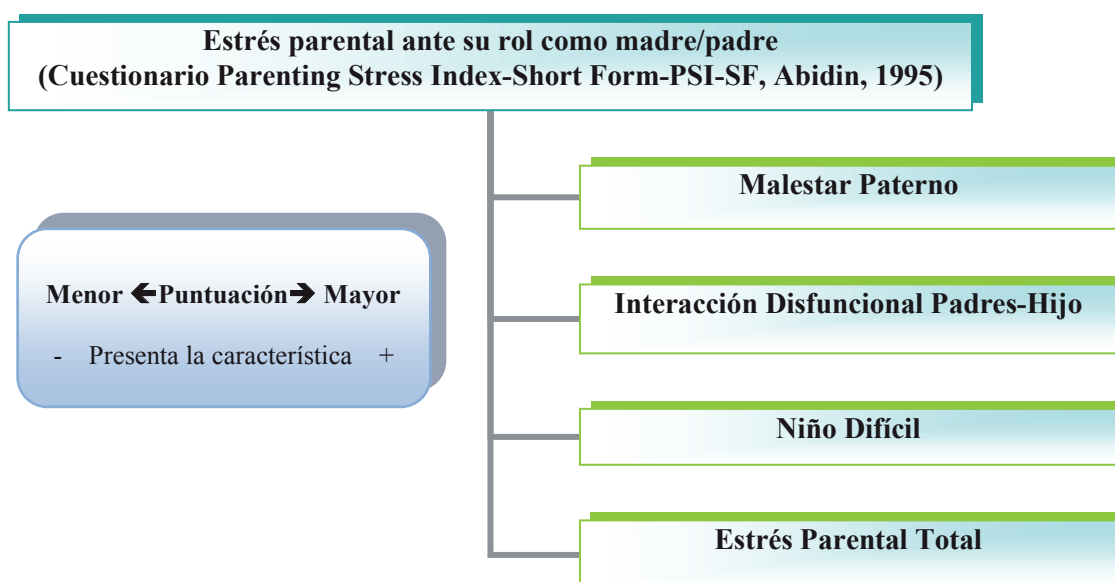 Estrés parental ante su rol como madre/padre
(Cuestionario Parenting Stress Index-Short Form-PSI-SF, Abidin, 1995)
Malestar Paterno
Menor 🡸Puntuación🡺 Mayor
- Presenta la característica +
Interacción Disfuncional Padres-Hijo
Niño Difícil
Estrés Parental Total